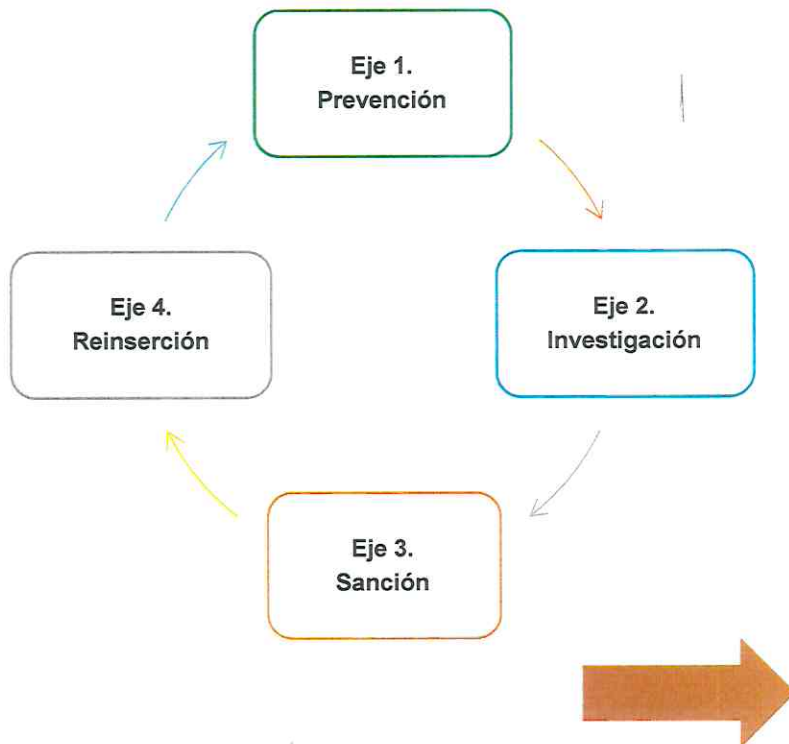 Eje 1.
Prevención
Eje 2.
Investigación
Eje 3.
Sanción
Eje 4.
Reinserción